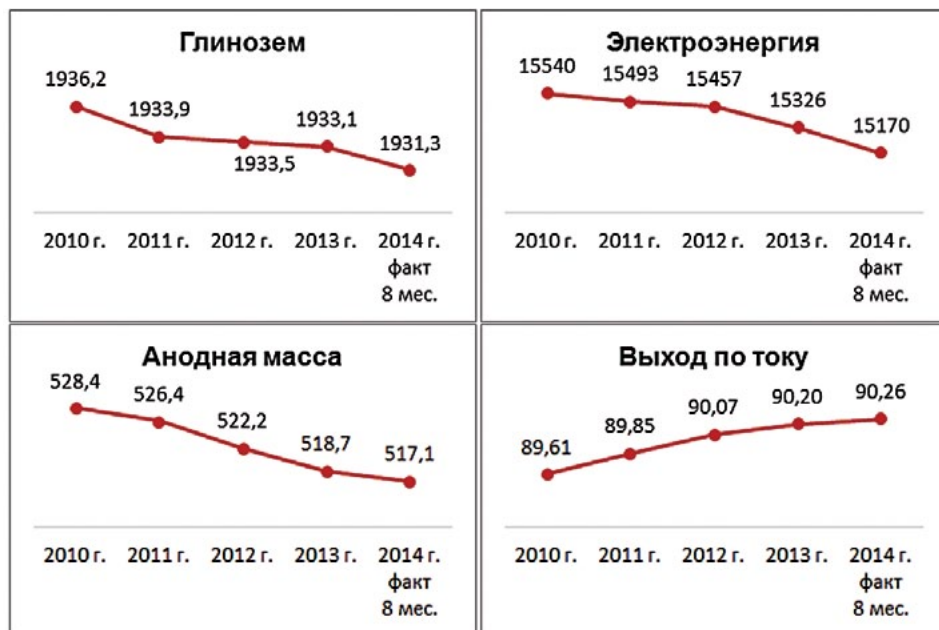 Глинозем
1936,2
1933,9
1933,5
1933,1
1931,3
2010 г.
2011 г.
2012 г.
2013 г.
2014 г.
факт
8 мес.
Электроэнергия
15540
15493
15457
15326
15170
2010 г.
2011 г.
2012 г.
2013 г.
2014 г.
факт
8 мес.
Анодная масса
528,4
526,4
522,2
518,7
517,1
2010 г.
2011 г.
2012 г.
2013 г.
2014 г.
факт
8 мес.
Выход по току
89,61
89,85
90,07
90,20
90,26
2010 г.
2011 г.
2012 г.
2013 г.
2014 г.
факт
8 мес.